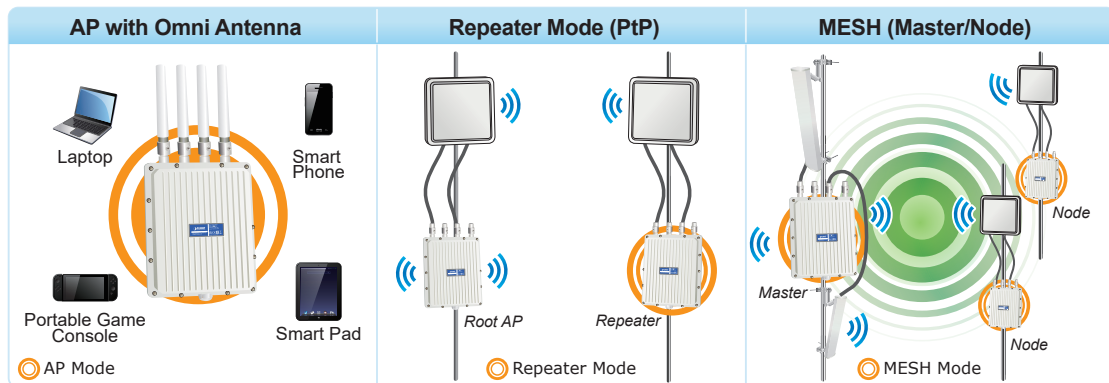 AP with Omni Antenna
Laptop
Smart
Phone
Portable Game
Console
Smart Pad
AP Mode
Repeater Mode (PtP)
Root AP
Repeater
Repeater Mode
MESH (Master/Node)
Node
Master
Node
MESH Mode